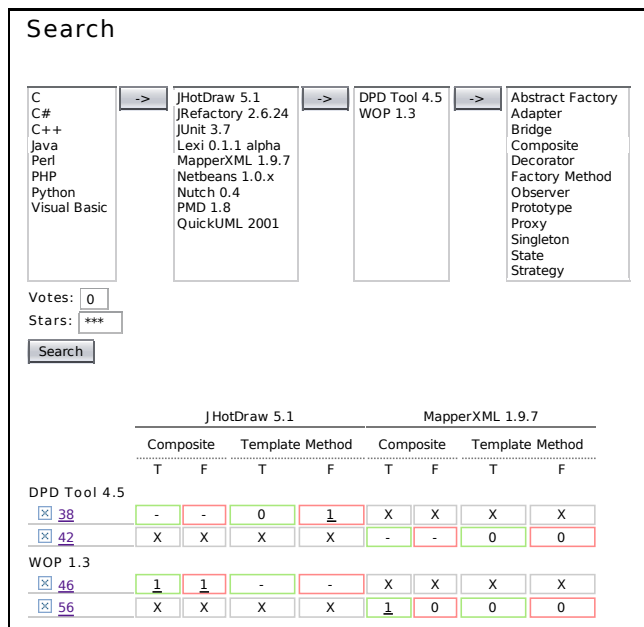 Search
C -> JHotDraw 5.1 -> DPD Tool 4.5 -> Abstract Factory
C# JRefactory 2.6.24 WOP 1.3 Adapter
C++ JUnit 3.7 Bridge
Java Lexi 0.1.1 alpha Composite
Perl MapperXML 1.9.7 Decorator
PHP Netbeans 1.0.x Factory Method
Python Nutch 0.4 Observer
Visual Basic PMD 1.8 Prototype
QuickUML 2001 Proxy
Singleton
State
Strategy
Votes: 0
Stars: ***
Search
JHotDraw 5.1 MapperXML 1.9.7
Composite Template Method Composite Template Method
T F T F T F T F
DPD Tool 4.5
38 - - 0 1 X X X X
42 X X X X - - 0 0
WOP 1.3
46 1 1 - - X X X X
56 X X X X 1 0 0 0